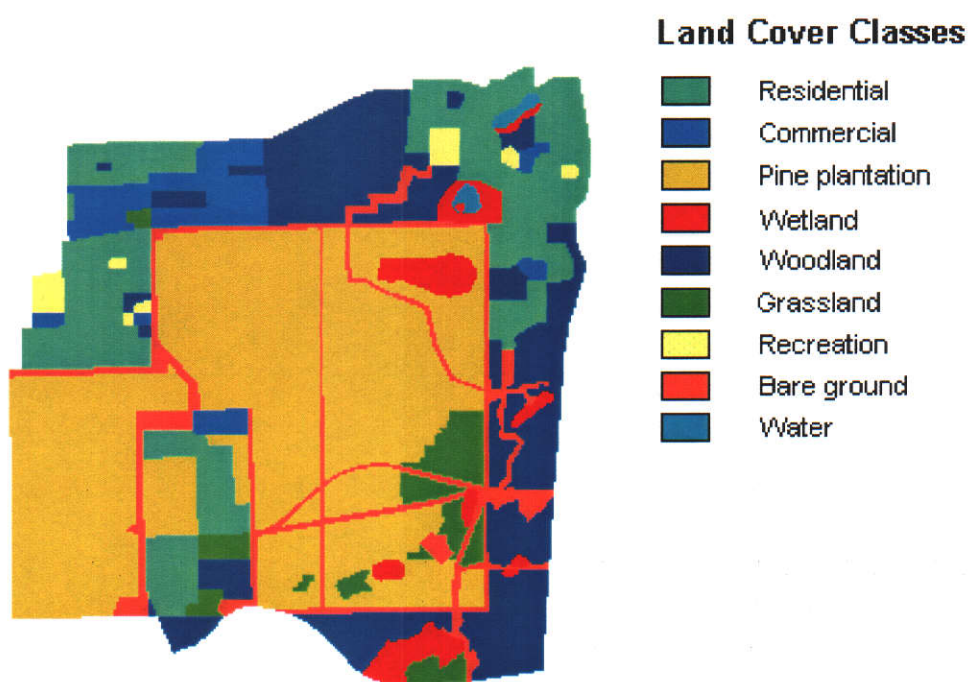 Land Cover Classes
Residential
Commercial
Pine plantation
Wetland
Woodland
Grassland
Recreation
Bare ground
Water